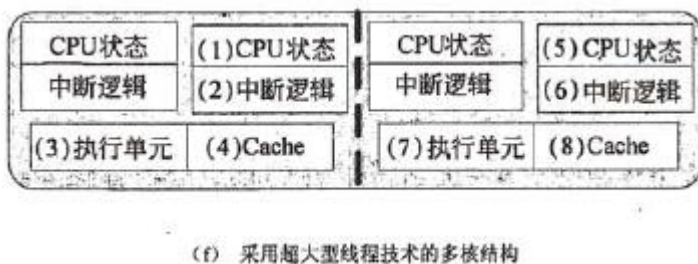 CPU状态 (1)CPU状态 CPU状态 (5)CPU状态
中断逻辑 (2)中断逻辑 中断逻辑 (6)中断逻辑
(3)执行单元 (4)Cache (7)执行单元 (8)Cache
(f) 采用超大型线程技术的多核结构